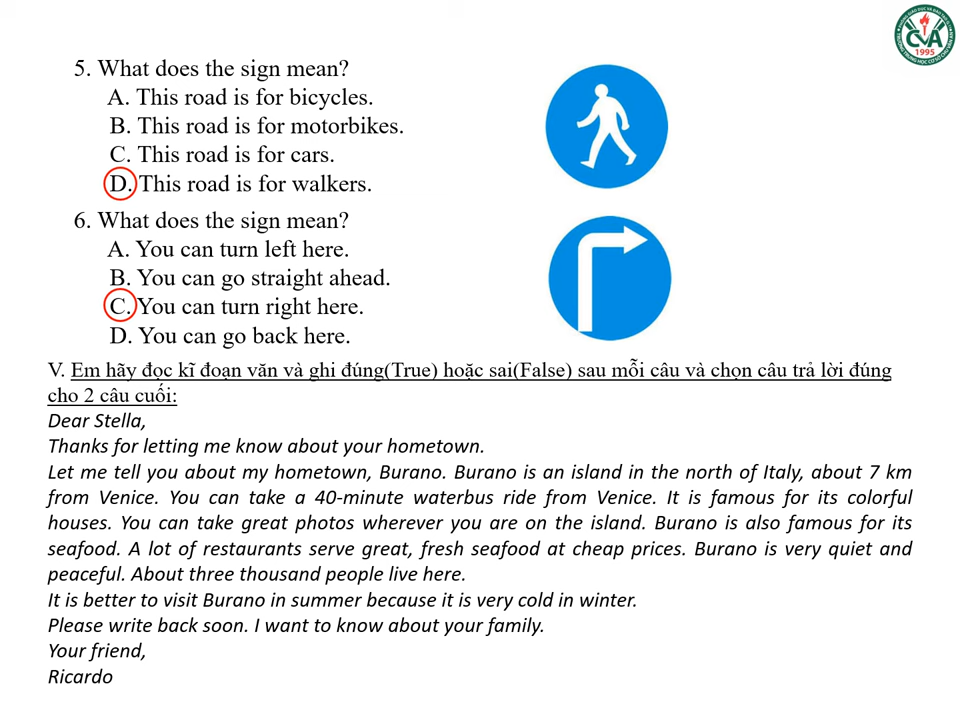 CVA
1995
5. What does the sign mean?
A. This road is for bicycles.
B. This road is for motorbikes.
C. This road is for cars.
D. This road is for walkers.
6. What does the sign mean?
A. You can turn left here.
B. You can go straight ahead.
C. You can turn right here.
D. You can go back here.
V. Em hãy đọc kĩ đoạn văn và ghi đúng(True) hoặc sai(False) sau mỗi câu và chọn câu trả lời đúng
cho 2 câu cuối:
Dear Stella,
Thanks for letting me know about your hometown.
Let me tell you about my hometown, Burano. Burano is an island in the north of Italy, about 7 km
from Venice. You can take a 40-minute waterbus ride from Venice. It is famous for its colorful
houses. You can take great photos wherever you are on the island. Burano is also famous for its
seafood. A lot of restaurants serve great, fresh seafood at cheap prices. Burano is very quiet and
peaceful. About three thousand people live here.
It is better to visit Burano in summer because it is very cold in winter.
Please write back soon. I want to know about your family.
Your friend,
Ricardo